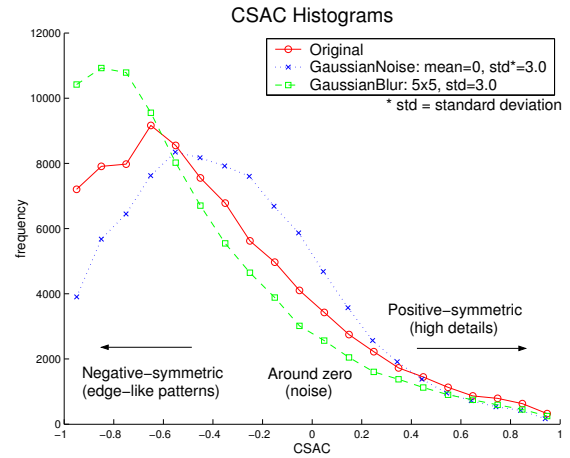 CSAC Histograms
12000
10000
8000
6000
4000
2000
0
frequency
Original
GaussianNoise: mean=0, std*=3.0
GaussianBlur: 5x5, std=3.0
* std = standard deviation
Positive-symmetric
(high details)
Negative-symmetric
(edge-like patterns)
Around zero
(noise)
-1 -0.8 -0.6 -0.4 -0.2 0 0.2 0.4 0.6 0.8 1
CSAC